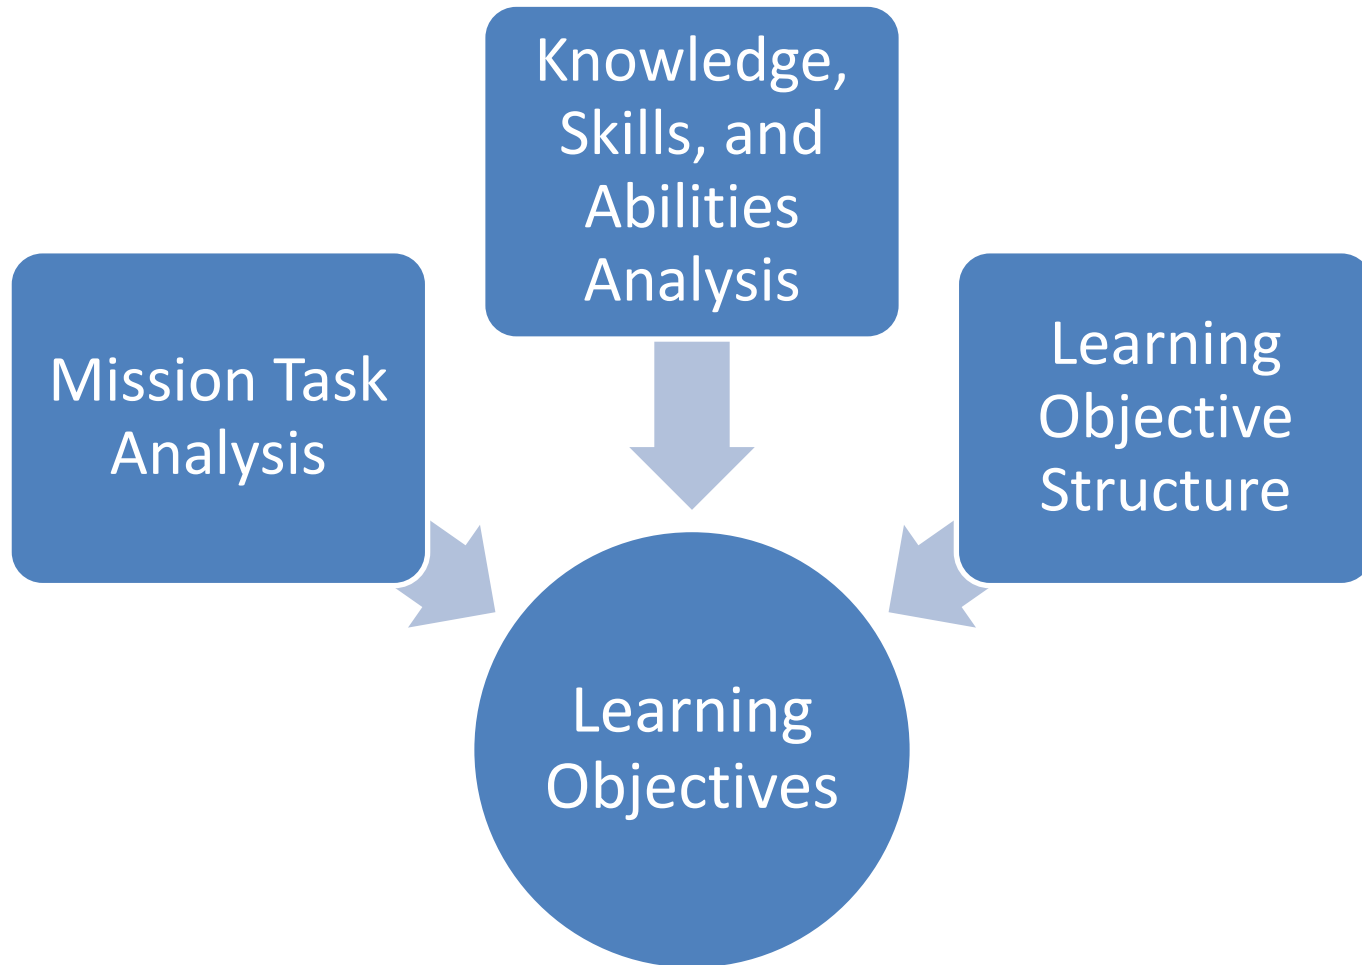 Knowledge,
Skills, and
Abilities
Analysis
Mission Task
Analysis
Learning
Objective
Structure
Learning
Objectives